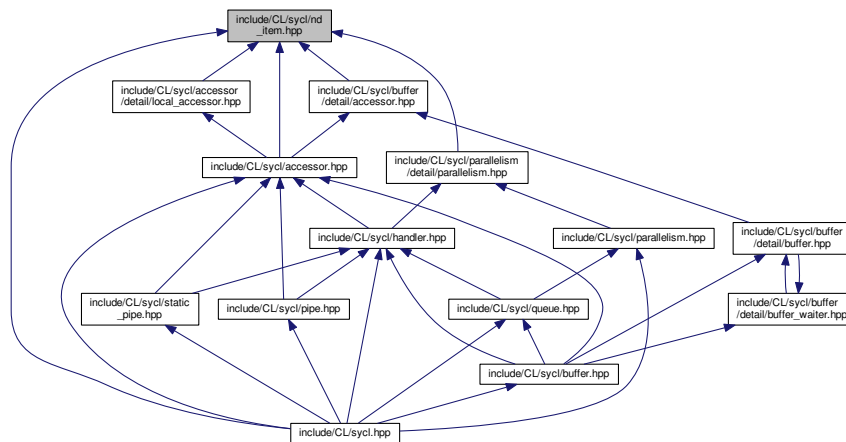 include/CL/sycl/nd
_item.hpp
include/CL/sycl/accessor
/detail/local_accessor.hpp
include/CL/sycl/buffer
/detail/accessor.hpp
include/CL/sycl/accessor.hpp
include/CL/sycl/parallelism
/detail/parallelism.hpp
include/CL/sycl/handler.hpp
include/CL/sycl/parallelism.hpp
include/CL/sycl/buffer
/detail/buffer.hpp
include/CL/sycl/static
_pipe.hpp
include/CL/sycl/pipe.hpp
include/CL/sycl/queue.hpp
include/CL/sycl/buffer
/detail/buffer_waiter.hpp
include/CL/sycl/buffer.hpp
include/CL/sycl.hpp